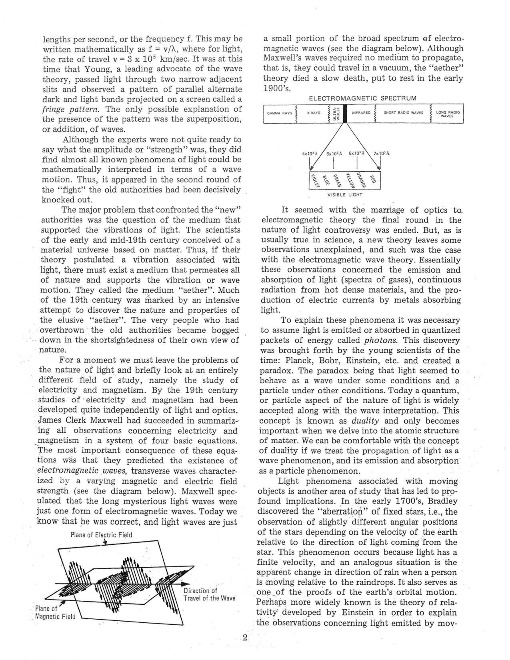 lengths per second, or the frequency f. This may be
written mathematically as f = v/λ, where for light,
the rate of travel v = 3 x 10⁵ km/sec. It was at this
time that Young, a leading advocate of the wave
theory, passed light through two narrow adjacent
slits and observed a pattern of parallel alternate
dark and light bands projected on a screen called a
fringe pattern. The only possible explanation of
the presence of the pattern was the superposition,
or addition, of waves.
Although the experts were not quite ready to
say what the amplitude or "strength" was, they did
find almost all known phenomena of light could be
mathematically interpreted in terms of a wave
motion. Thus, it appeared in the second round of
the "fight" the old authorities had been decisively
knocked out.
The major problem that confronted the "new"
authorities was the question of the medium that
supported the vibrations of light. The scientists
of the early and mid-19th century conceived of a
material universe based on matter. Thus, if their
theory postulated a vibration associated with
light, there must exist a medium that permeates all
of nature and supports the vibration or wave
motion. They called the medium "aether". Much
of the 19th century was marked by an intensive
attempt to discover the nature and properties of
the elusive "aether". The very people who had
overthrown the old authorities became bogged
down in the shortsightedness of their own view of
nature.
For a moment we must leave the problems of
the nature of light and briefly look at an entirely
different field of study, namely the study of
electricity and magnetism. By the 19th century
studies of electricity and magnetism had been
developed quite independently of light and optics.
James Clerk Maxwell had succeeded in summariz-
ing all observations concerning electricity and
magnetism in a system of four basic equations.
The most important consequence of these equa-
tions was that they predicted the existence of
electromagnetic waves, transverse waves character-
ized by a varying magnetic and electric field
strength (see the diagram below). Maxwell spec-
ulated that the long mysterious light waves were
just one form of electromagnetic waves. Today we
know that he was correct, and light waves are just
Plane of Electric Field
Direction of
Travel of the Wave
Plane of
Magnetic Field
a small portion of the broad spectrum of electro-
magnetic waves (see the diagram below). Although
Maxwell's waves required no medium to propagate,
that is, they could travel in a vacuum, the "aether"
theory died a slow death, put to rest in the early
1900's.
ELECTROMAGNETIC SPECTRUM
GAMMA RAYS
X RAYS
INFRARED
SHORT RADIO WAVES
LONG RADIO
WAVES
VIOLET
BLUE
GREEN
YELLOW
ORANGE
RED
VISIBLE LIGHT
It seemed with the marriage of optics to
electromagnetic theory the final round in the
nature of light controversy was ended. But, as is
usually true in science, a new theory leaves some
observations unexplained, and such was the case
with the electromagnetic wave theory. Essentially
these observations concerned the emission and
absorption of light (spectra of gases), continuous
radiation from hot dense materials, and the pro-
duction of electric currents by metals absorbing
light.
To explain these phenomena it was necessary
to assume light is emitted or absorbed in quantized
packets of energy called photons. This discovery
was brought forth by the young scientists of the
time: Planck, Bohr, Einstein, etc. and created a
paradox. The paradox being that light seemed to
behave as a wave under some conditions and a
particle under other conditions. Today a quantum,
or particle aspect of the nature of light is widely
accepted along with the wave interpretation. This
concept is known as duality and only becomes
important when we delve into the atomic structure
of matter. We can be comfortable with the concept
of duality if we treat the propagation of light as a
wave phenomenon, and its emission and absorption
as a particle phenomenon.
Light phenomena associated with moving
objects is another area of study that has led to pro-
found implications. In the early 1700's, Bradley
discovered the "aberration" of fixed stars, i.e., the
observation of slightly different angular positions
of the stars depending on the velocity of the earth
relative to the direction of light coming from the
star. This phenomenon occurs because light has a
finite velocity, and an analogous situation is the
apparent change in direction of rain when a person
is moving relative to the raindrops. It also serves as
one of the proofs of the earth's orbital motion.
Perhaps more widely known is the theory of rela-
tivity developed by Einstein in order to explain
the observations concerning light emitted by mov-
2